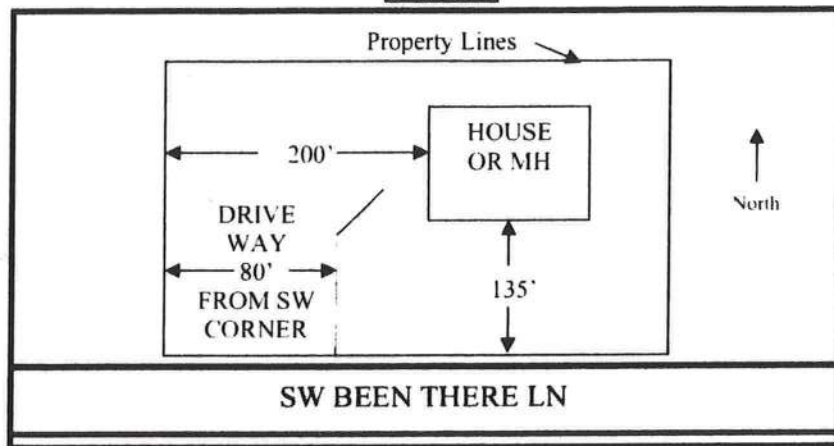 Property Lines
HOUSE
OR MH
200'
North
DRIVE
WAY
80'
FROM SW
CORNER
135'
SW BEEN THERE LN